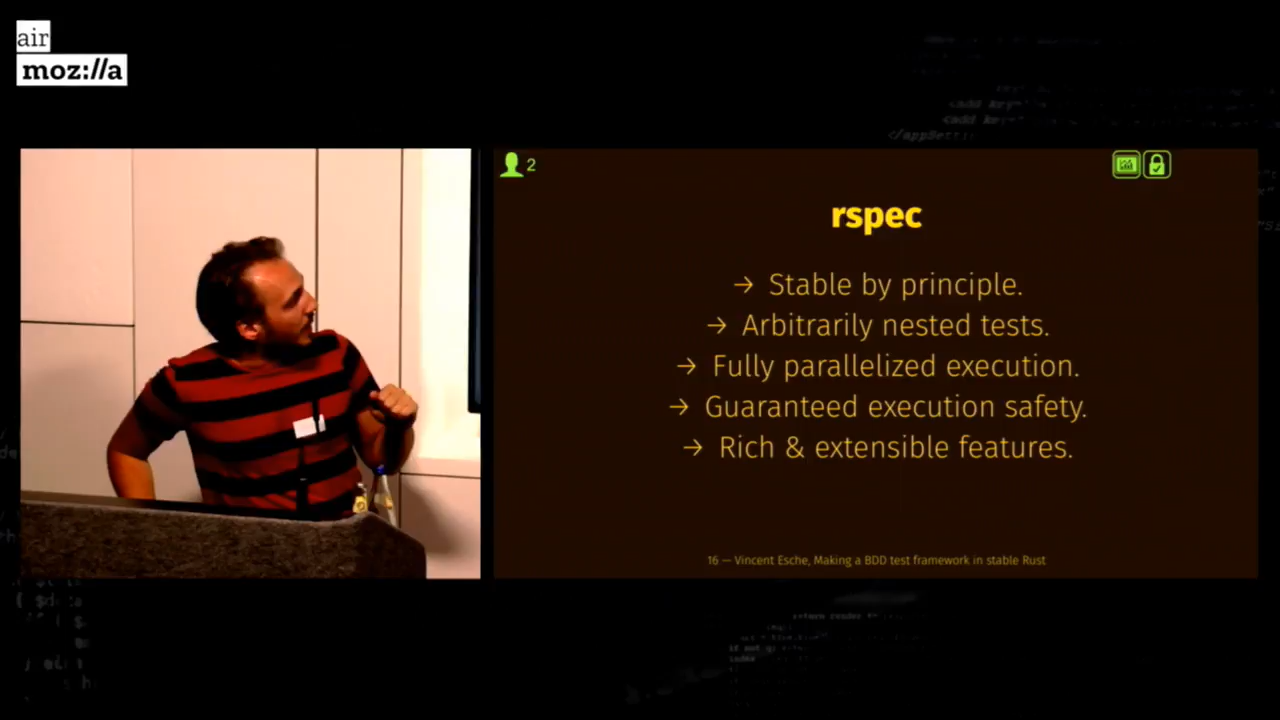 air
moz://a
2
rspec
→ Stable by principle.
→ Arbitrarily nested tests.
→ Fully parallelized execution.
→ Guaranteed execution safety.
→ Rich & extensible features.
16 — Vincent Esche, Making a BDD test framework in stable Rust